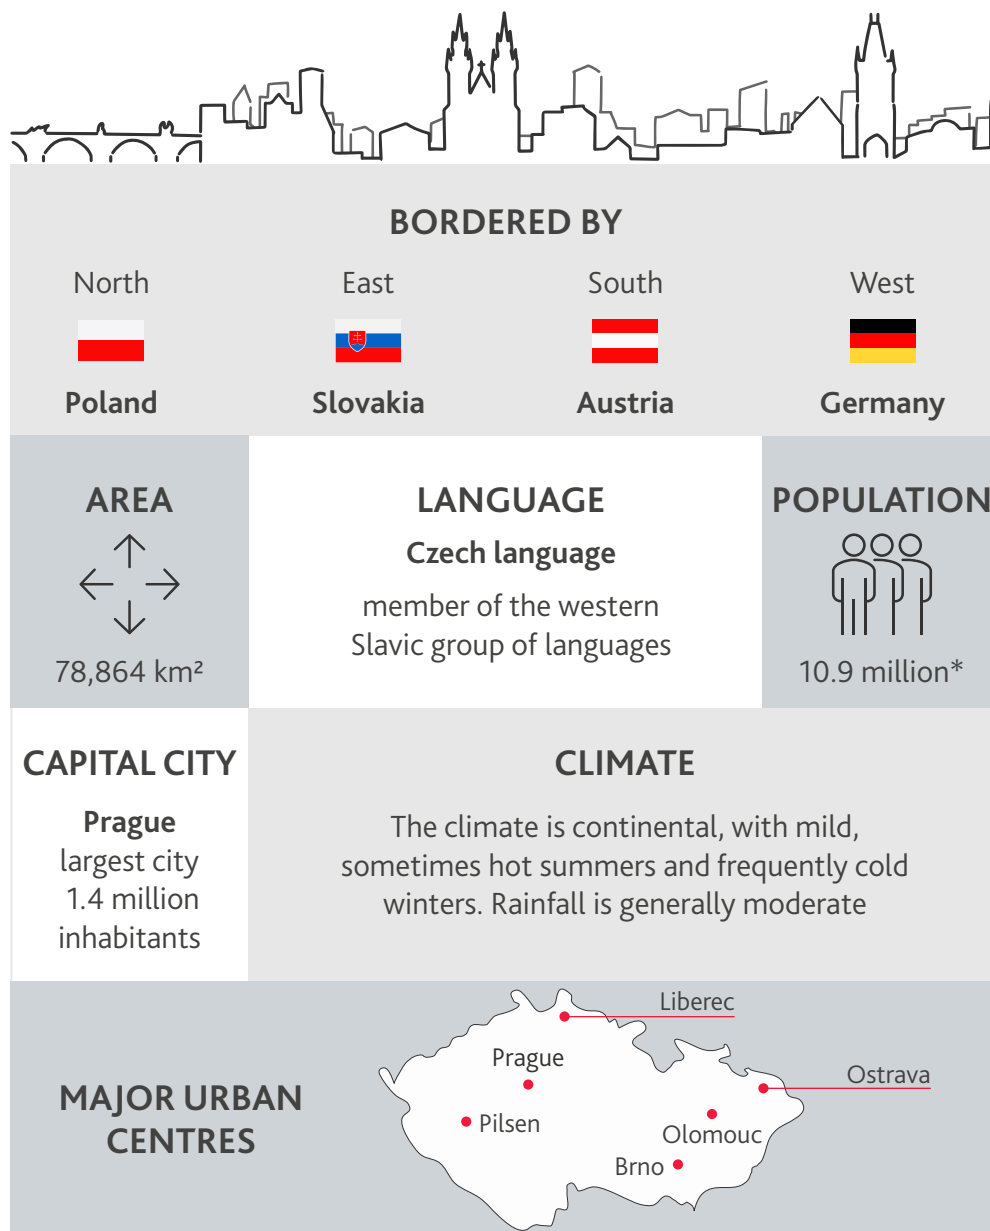 BORDERED BY
North
East
South
West
Poland
Slovakia
Austria
Germany
AREA
78,864 km²
LANGUAGE
Czech language
member of the western
Slavic group of languages
POPULATION
10.9 million*
CAPITAL CITY
Prague
largest city
1.4 million
inhabitants
CLIMATE
The climate is continental, with mild,
sometimes hot summers and frequently cold
winters. Rainfall is generally moderate
MAJOR URBAN
CENTRES
Liberec
Prague
Ostrava
Pilsen
Olomouc
Brno